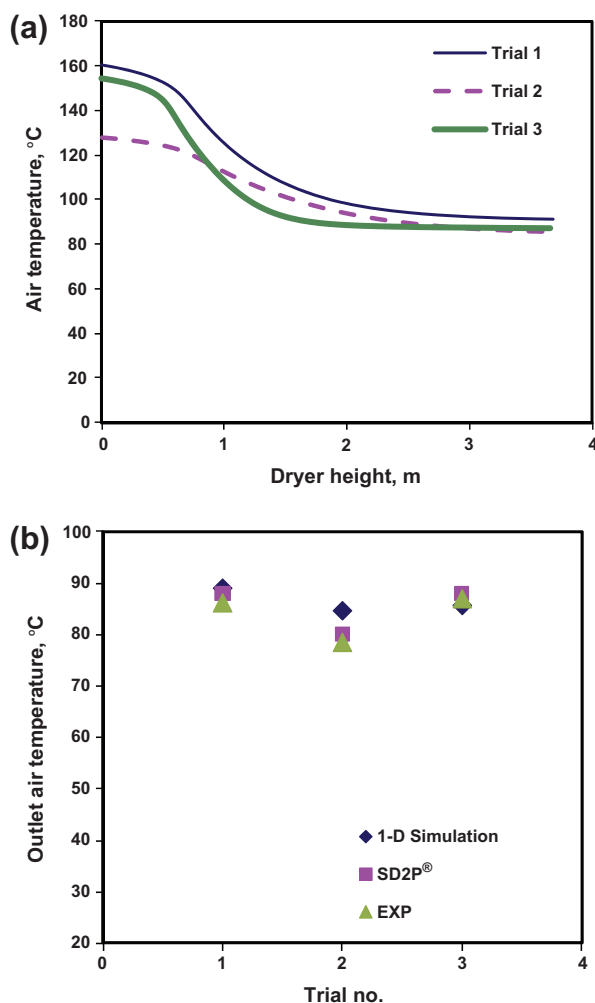 (a)
180
160
140
120
100
80
60
40
20
0
Air temperature, °C
Trial 1
Trial 2
Trial 3
0 1 2 3 4
Dryer height, m
(b)
100
90
80
70
60
50
40
30
20
Outlet air temperature, °C
1-D Simulation
SD2P®
EXP
0 1 2 3 4
Trial no.